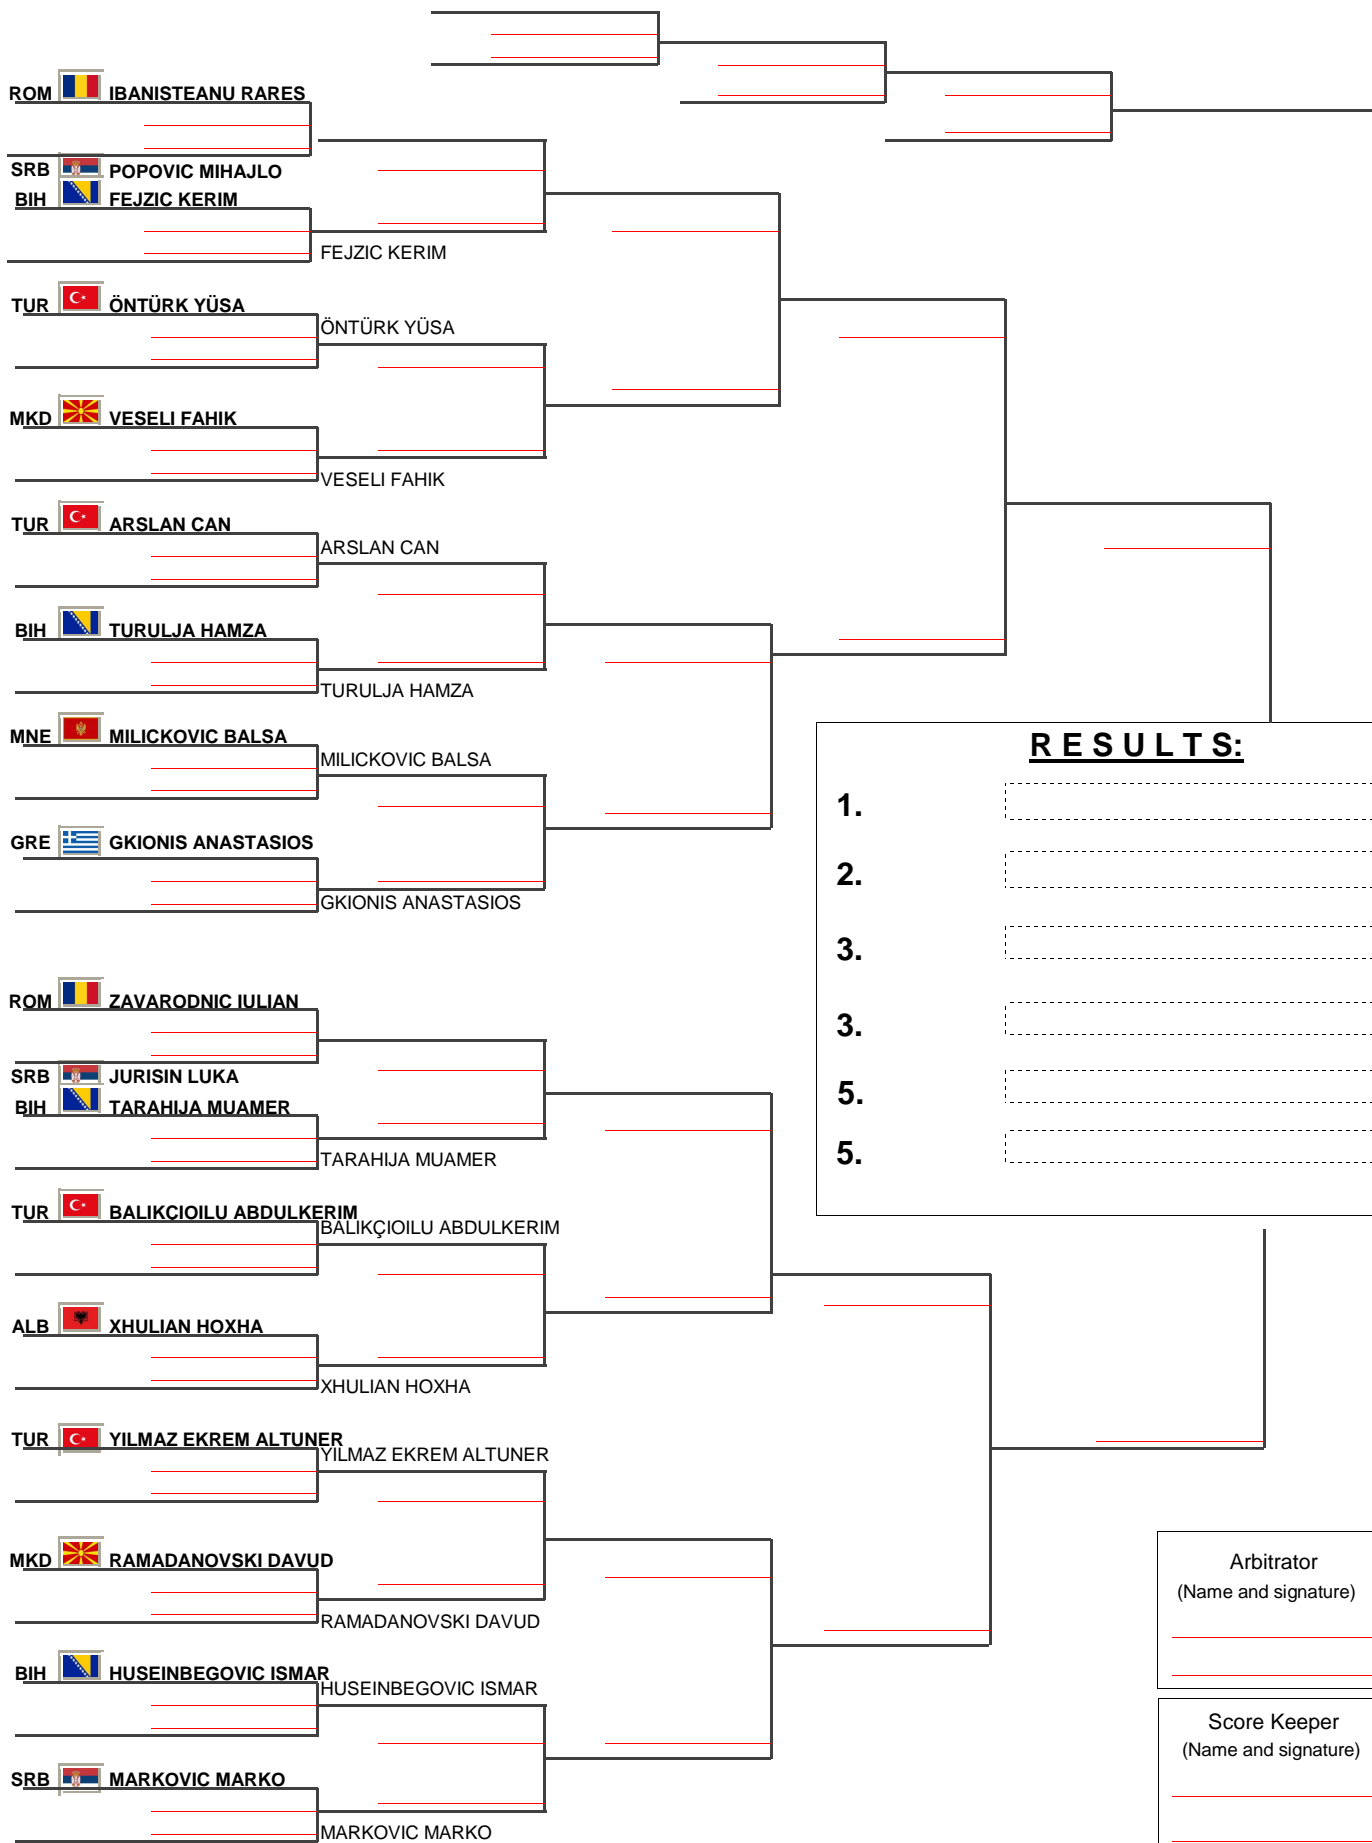 ROM IBANISTEANU RARES
SRB POPOVIC MIHAJLO
BIH FEJZIC KERIM
FEJZIC KERIM
TUR ÖNTÜRK YÜSA
ÖNTÜRK YÜSA
MKD VESELI FAHIK
VESELI FAHIK
TUR ARSLAN CAN
ARSLAN CAN
BIH TURULJA HAMZA
TURULJA HAMZA
MNE MILICKOVIC BALSA
MILICKOVIC BALSA
GRE GKIONIS ANASTASIOS
GKIONIS ANASTASIOS
R E S U L T S:
1.
2.
3.
3.
5.
5.
ROM ZAVARODNIC IULIAN
SRB JURISIN LUKA
BIH TARAHIJA MUAMER
TARAHIJA MUAMER
TUR BALIKÇIOILU ABDULKERIM
BALIKÇIOILU ABDULKERIM
ALB XHULIAN HOXHA
XHULIAN HOXHA
TUR YILMAZ EKREM ALTUNER
YILMAZ EKREM ALTUNER
MKD RAMADANOVSKI DAVUD
RAMADANOVSKI DAVUD
BIH HUSEINBEGOVIC ISMAR
HUSEINBEGOVIC ISMAR
SRB MARKOVIC MARKO
MARKOVIC MARKO
Arbitrator
(Name and signature)
Score Keeper
(Name and signature)